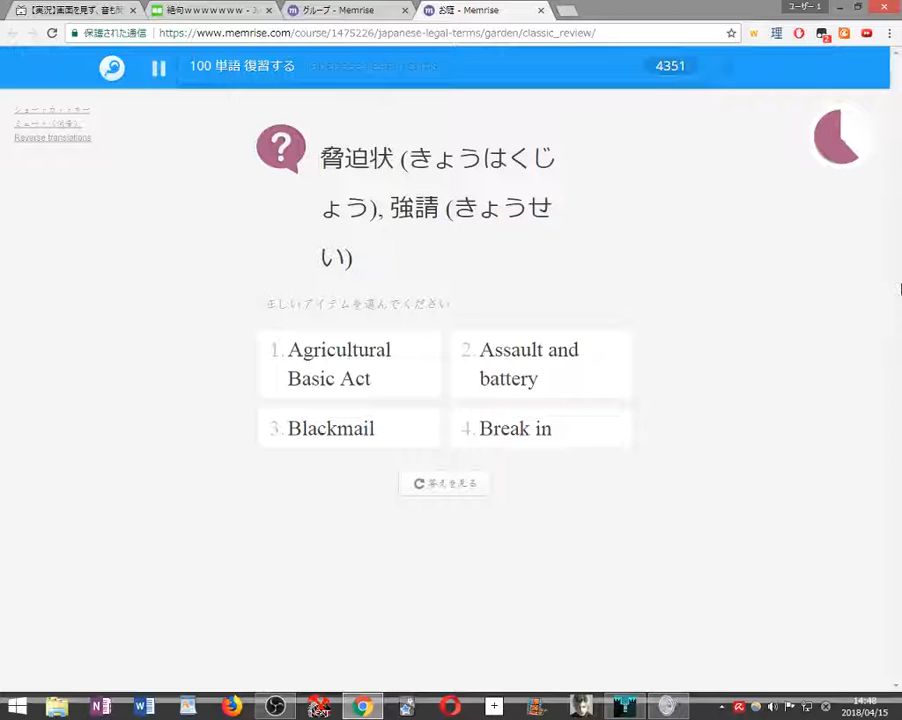 【実況】画面を見ず、音も聞
絶句ｗｗｗｗｗｗｗ - Ju
グループ - Memrise
お庭 - Memrise
ユーザー 1
保護された通信
https://www.memrise.com/course/1475226/japanese-legal-terms/garden/classic_review/
100 単語 復習する
4351
Reverse translations
?
脅迫状 (きょうはくじ
ょう), 強請 (きょうせ
い)
正しいアイテムを選んでください
1. Agricultural
Basic Act
2. Assault and
battery
3. Blackmail
4. Break in
答えを見る
14:48
2018/04/15